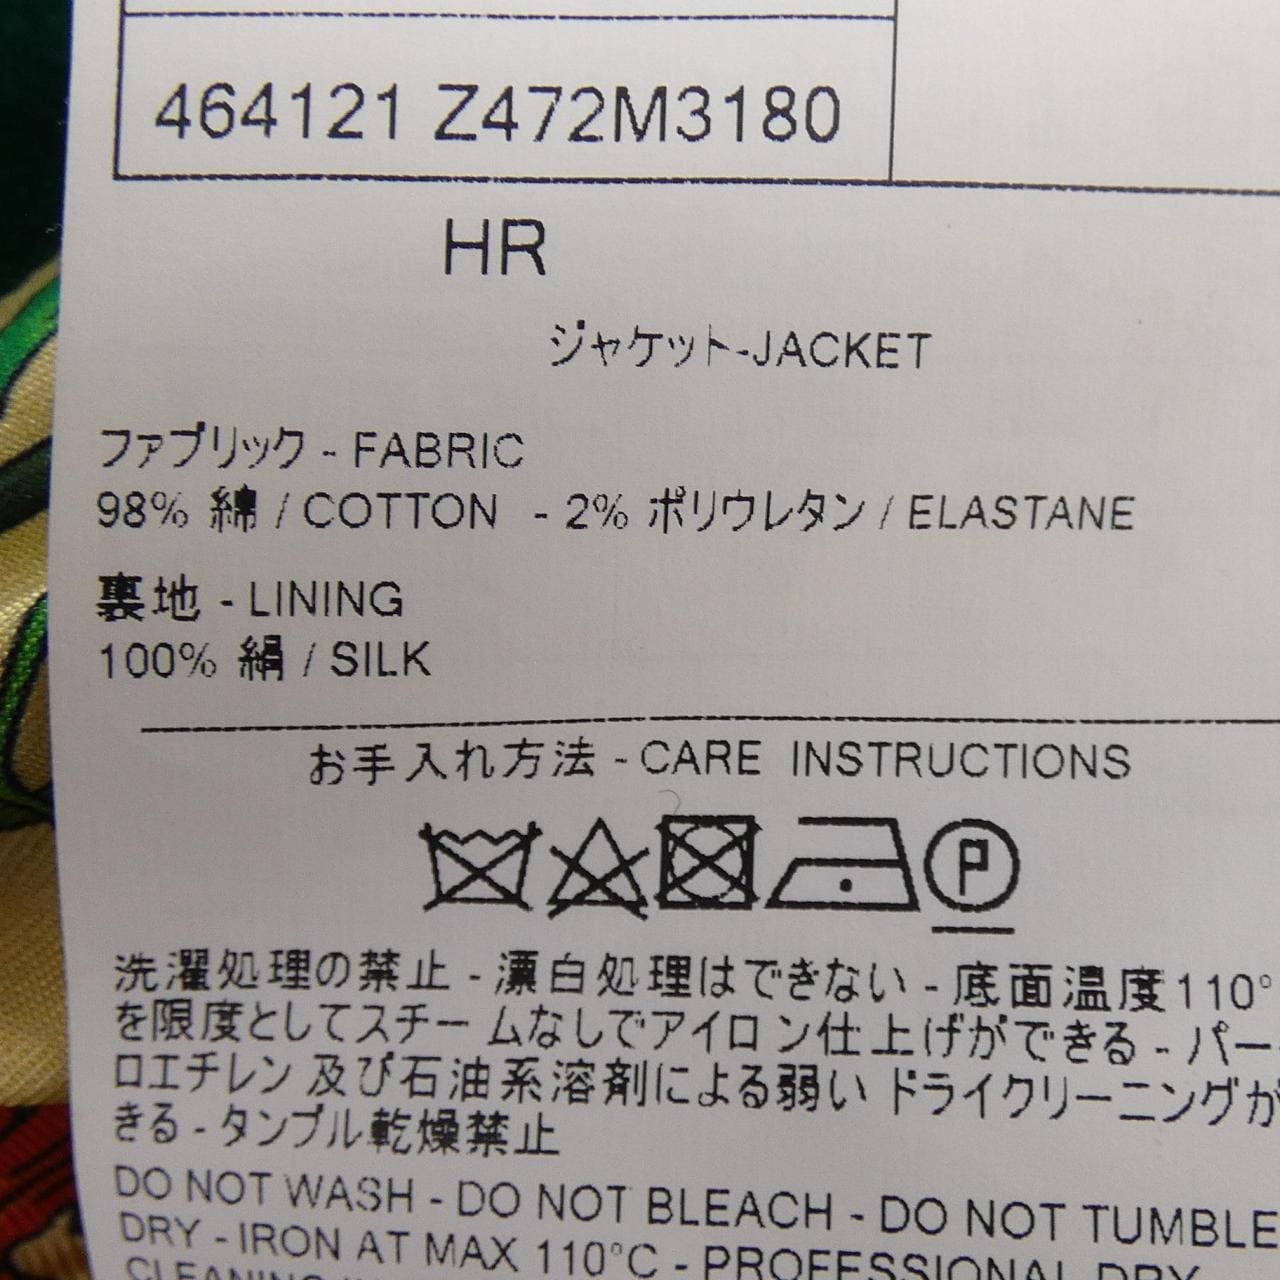 464121 Z472M3180
HR
ジャケット-JACKET
ファブリック - FABRIC
98% 綿 / COTTON - 2% ポリウレタン / ELASTANE
裏地 - LINING
100% 絹 / SILK
お手入れ方法 - CARE INSTRUCTIONS
P
洗濯処理の禁止 - 漂白処理はできない - 底面温度110°
を限度としてスチームなしでアイロン仕上げができる - パー
ロエチレン及び石油系溶剤による弱いドライクリーニングが
きる - タンブル乾燥禁止
DO NOT WASH - DO NOT BLEACH - DO NOT TUMBLE
DRY - IRON AT MAX 110°C - PROFESSIONAL DRY
CLEANING